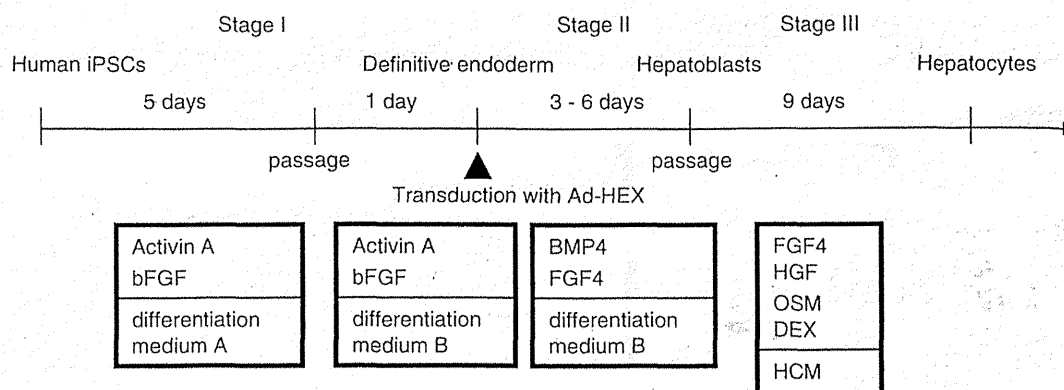 Stage I
Stage II
Stage III
Human iPSCs
Definitive endoderm
Hepatoblasts
Hepatocytes
5 days
1 day
3 - 6 days
9 days
passage
passage
Transduction with Ad-HEX
Activin A
bFGF
differentiation
medium A
Activin A
bFGF
differentiation
medium B
BMP4
FGF4
differentiation
medium B
FGF4
HGF
OSM
DEX
HCM